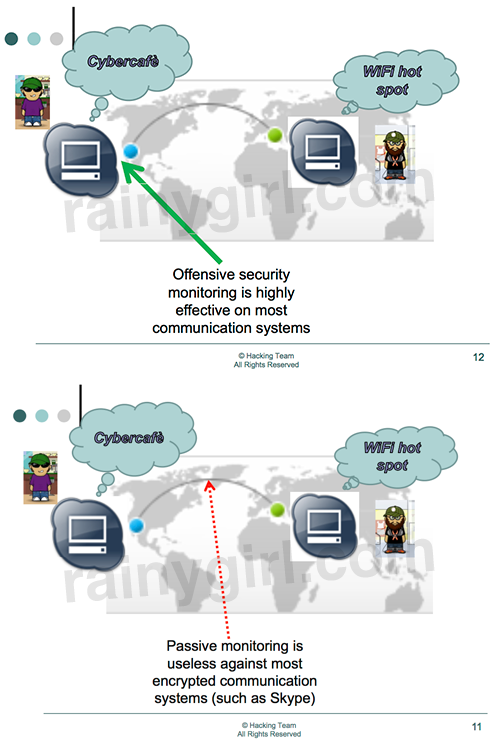 Cybercafè
WiFi hot
spot
rainygirl.com
Offensive security
monitoring is highly
effective on most
communication systems
© Hacking Team
All Rights Reserved
12
Cybercafè
WiFi hot
spot
rainygirl.com
Passive monitoring is
useless against most
encrypted communication
systems (such as Skype)
© Hacking Team
All Rights Reserved
11